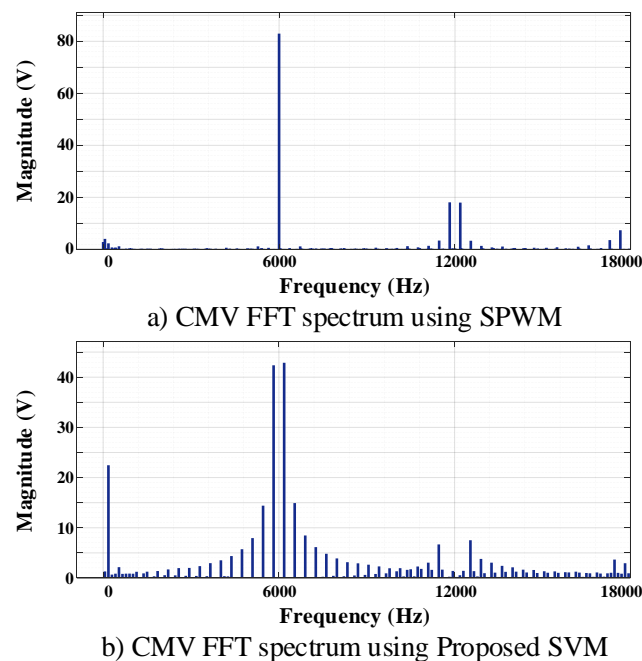 80
60
40
20
0
Magnitude (V)
0 6000 12000 18000
Frequency (Hz)
a) CMV FFT spectrum using SPWM
40
30
20
10
0
Magnitude (V)
0 6000 12000 18000
Frequency (Hz)
b) CMV FFT spectrum using Proposed SVM